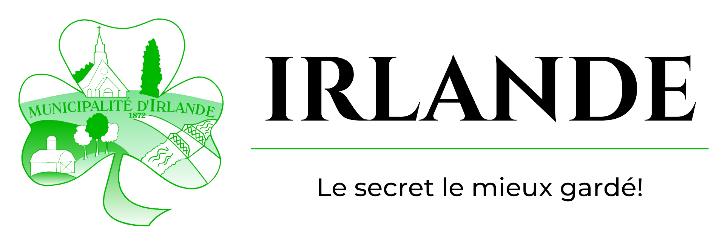 MUNICIPALITÉ D'IRLANDE
1872
IRLANDE
Le secret le mieux gardé!